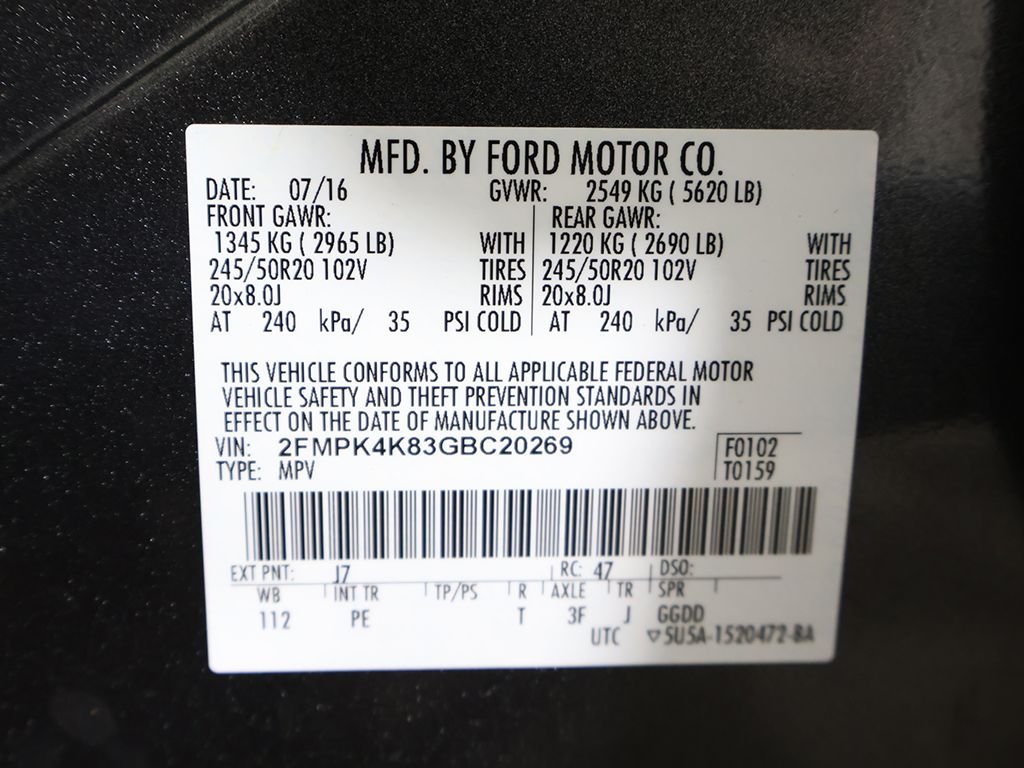 MFD. BY FORD MOTOR CO.
DATE: 07/16 GVWR: 2549 KG ( 5620 LB)
FRONT GAWR: REAR GAWR:
1345 KG ( 2965 LB) WITH 1220 KG ( 2690 LB) WITH
245/50R20 102V TIRES 245/50R20 102V TIRES
20x8.0J RIMS 20x8.0J RIMS
AT 240 kPa/ 35 PSI COLD AT 240 kPa/ 35 PSI COLD
THIS VEHICLE CONFORMS TO ALL APPLICABLE FEDERAL MOTOR
VEHICLE SAFETY AND THEFT PREVENTION STANDARDS IN
EFFECT ON THE DATE OF MANUFACTURE SHOWN ABOVE.
VIN: 2FMPK4K83GBC20269 F0102
TYPE: MPV T0159
EXT PNT: J7 RC: 47 DSO:
WB INT TR TP/PS R AXLE TR SPR
112 PE T 3F J GGDD
UTC ▽5U5A-1520472-BA